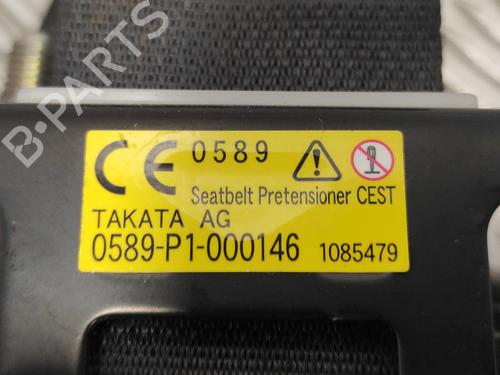 B-PARTS
CE 0589
Seatbelt Pretensioner CEST
TAKATA AG
0589-P1-000146 1085479